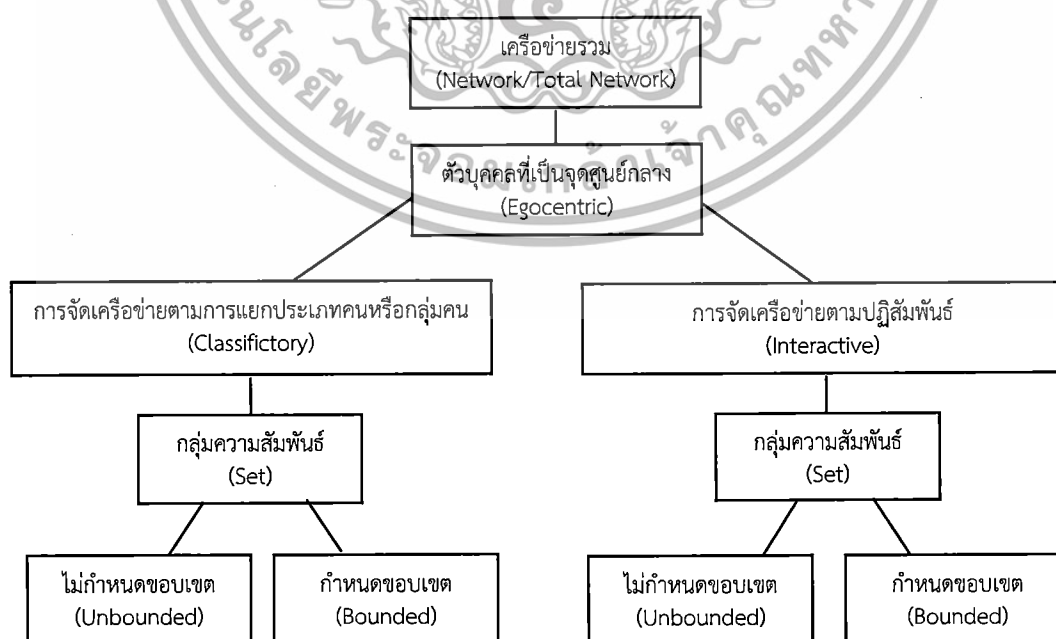 เครือข่ายรวม
(Network/Total Network)
ตัวบุคคลที่เป็นจุดศูนย์กลาง
(Egocentric)
การจัดเครือข่ายตามการแยกประเภทคนหรือกลุ่มคน
(Classifictory)
การจัดเครือข่ายตามปฏิสัมพันธ์
(Interactive)
กลุ่มความสัมพันธ์
(Set)
กลุ่มความสัมพันธ์
(Set)
ไม่กำหนดขอบเขต
(Unbounded)
กำหนดขอบเขต
(Bounded)
ไม่กำหนดขอบเขต
(Unbounded)
กำหนดขอบเขต
(Bounded)